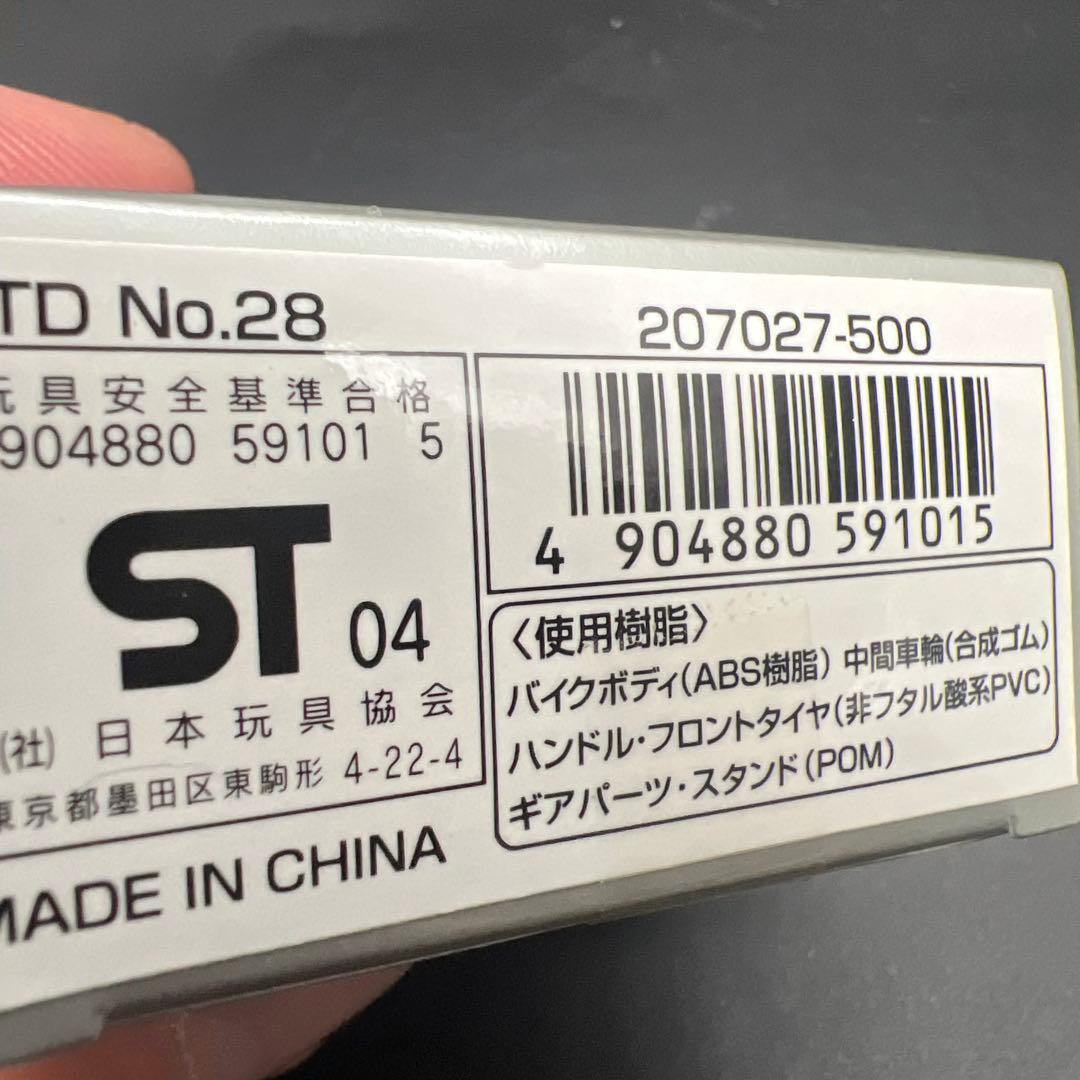 TD No.28
207027-500
玩具安全基準合格
904880 59101 5
ST 04
(社) 日本玩具協会
東京都墨田区東駒形 4-22-4
MADE IN CHINA
4 904880 591015
〈使用樹脂〉
バイクボディ(ABS樹脂) 中間車輪(合成ゴム)
ハンドル・フロントタイヤ(非フタル酸系PVC)
ギアパーツ・スタンド(POM)